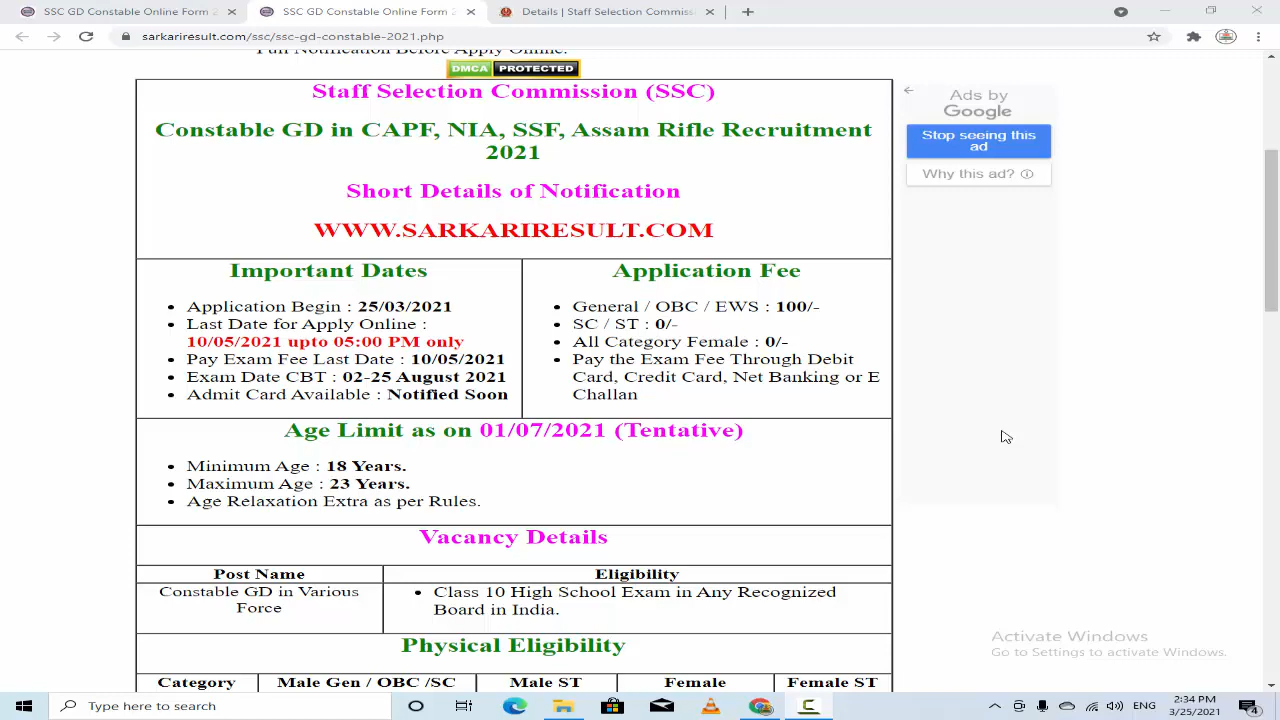 SSC GD Constable Online Form 2
SSC GD Constable Online Form 2
Details | Staff Selection Commiss
sarkariresult.com/ssc/ssc-gd-constable-2021.php
Full Notification Before Apply Online.
DMCA PROTECTED
Staff Selection Commission (SSC)
Constable GD in CAPF, NIA, SSF, Assam Rifle Recruitment
2021
Short Details of Notification
WWW.SARKARIRESULT.COM
Important Dates
Application Begin : 25/03/2021
Last Date for Apply Online :
10/05/2021 upto 05:00 PM only
Pay Exam Fee Last Date : 10/05/2021
Exam Date CBT : 02-25 August 2021
Admit Card Available : Notified Soon
Application Fee
General / OBC / EWS : 100/-
SC / ST : 0/-
All Category Female : 0/-
Pay the Exam Fee Through Debit
Card, Credit Card, Net Banking or E
Challan
Age Limit as on 01/07/2021 (Tentative)
Minimum Age : 18 Years.
Maximum Age : 23 Years.
Age Relaxation Extra as per Rules.
Vacancy Details
Post Name
Eligibility
Constable GD in Various
Force
Class 10 High School Exam in Any Recognized
Board in India.
Physical Eligibility
Category
Male Gen / OBC /SC
Male ST
Female
Female ST
Ads by
Google
Stop seeing this
ad
Why this ad?
Activate Windows
Go to Settings to activate Windows.
Type here to search
2:34 PM
3/25/2021
4